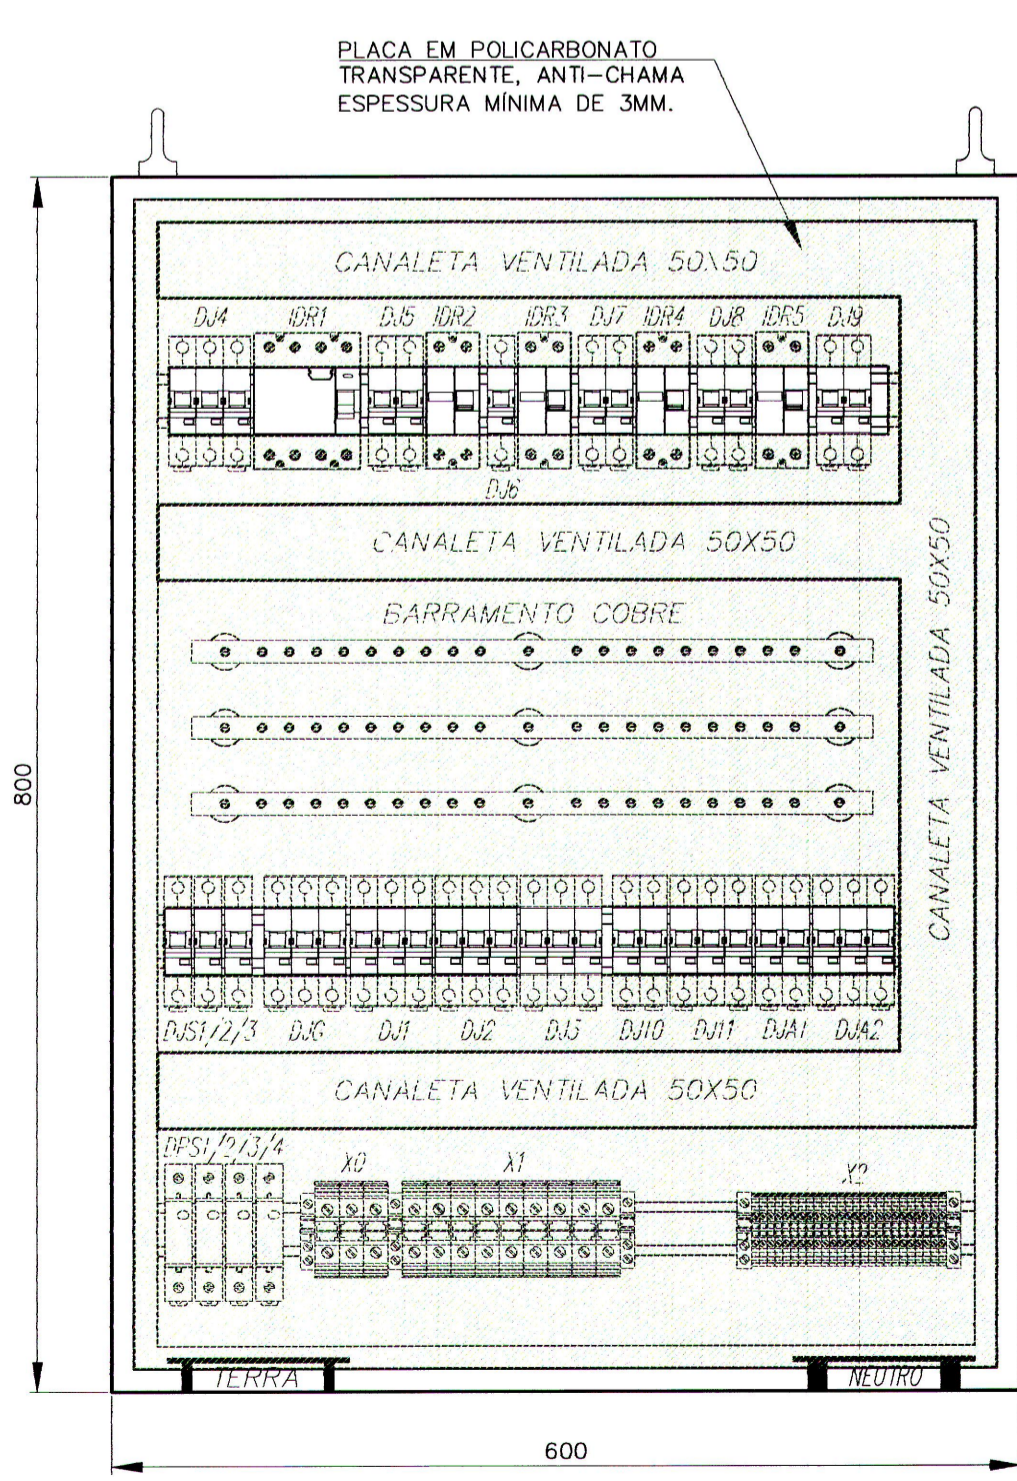 PLACA EM POLICARBONATO
TRANSPARENTE, ANTI-CHAMA
ESPESSURA MÍNIMA DE 3MM.
CANALETA VENTILADA 50\50
DJ4 IDR1 DJ5 IDR2 IDR3 DJ7 IDR4 DJ8 IDR5 DJ9
DJ6
CANALETA VENTILADA 50X50
CANALETA VENTILADA 50X50
BARRAMENTO COBRE
800
DJS1/2/3 DJG DJ1 DJ2 DJ3 DJ10 DJ11 DJA1 DJA2
CANALETA VENTILADA 50X50
DPS1/2/3/4
X0 X1 X2
TERRA NEUTRO
600